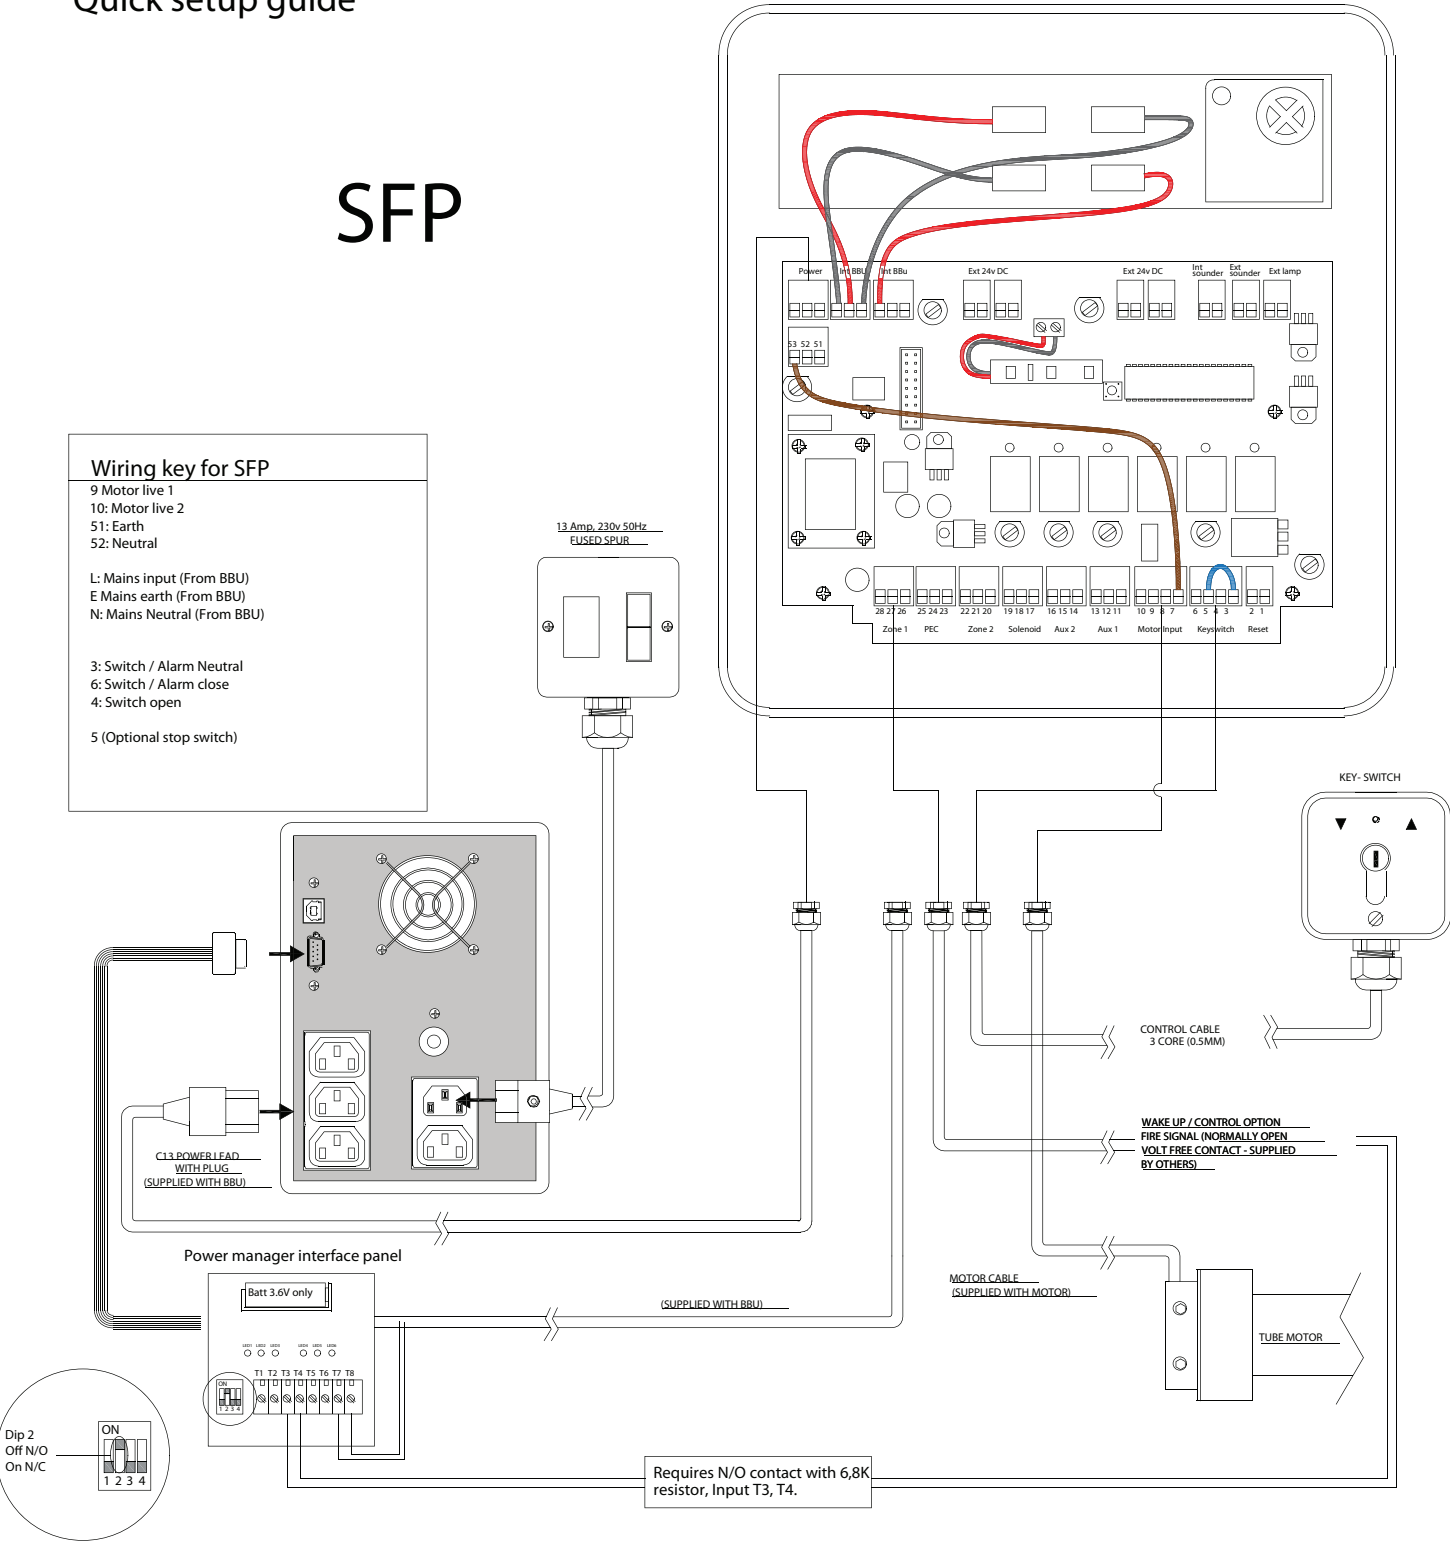 Quick setup guide
SFP
Power
Int BBU
Int BBu
Ext 24v DC
Ext 24v DC
Int
sounder
Ext
sounder
Ext lamp
53 52 51
28 27 26
25 24 23
22 21 20
19 18 17
16 15 14
13 12 11
10 9 8 7
6 5 4 3
2 1
Zone 1
PEC
Zone 2
Solenoid
Aux 2
Aux 1
Motor Input
Keyswitch
Reset
Wiring key for SFP
9 Motor live 1
10: Motor live 2
51: Earth
52: Neutral
L: Mains input (From BBU)
E Mains earth (From BBU)
N: Mains Neutral (From BBU)
3: Switch / Alarm Neutral
6: Switch / Alarm close
4: Switch open
5 (Optional stop switch)
13 Amp, 230v 50Hz
FUSED SPUR
KEY- SWITCH
CONTROL CABLE
3 CORE (0.5MM)
WAKE UP / CONTROL OPTION
FIRE SIGNAL (NORMALLY OPEN
VOLT FREE CONTACT - SUPPLIED
BY OTHERS)
C13 POWER LEAD
WITH PLUG
(SUPPLIED WITH BBU)
Power manager interface panel
Batt 3.6V only
(SUPPLIED WITH BBU)
MOTOR CABLE
(SUPPLIED WITH MOTOR)
TUBE MOTOR
LED1 LED2 LED3 LED4 LED5 LED6
T1 T2 T3 T4 T5 T6 T7 T8
ON
1 2 3 4
Dip 2
Off N/O
On N/C
ON
1 2 3 4
Requires N/O contact with 6,8K
resistor, Input T3, T4.